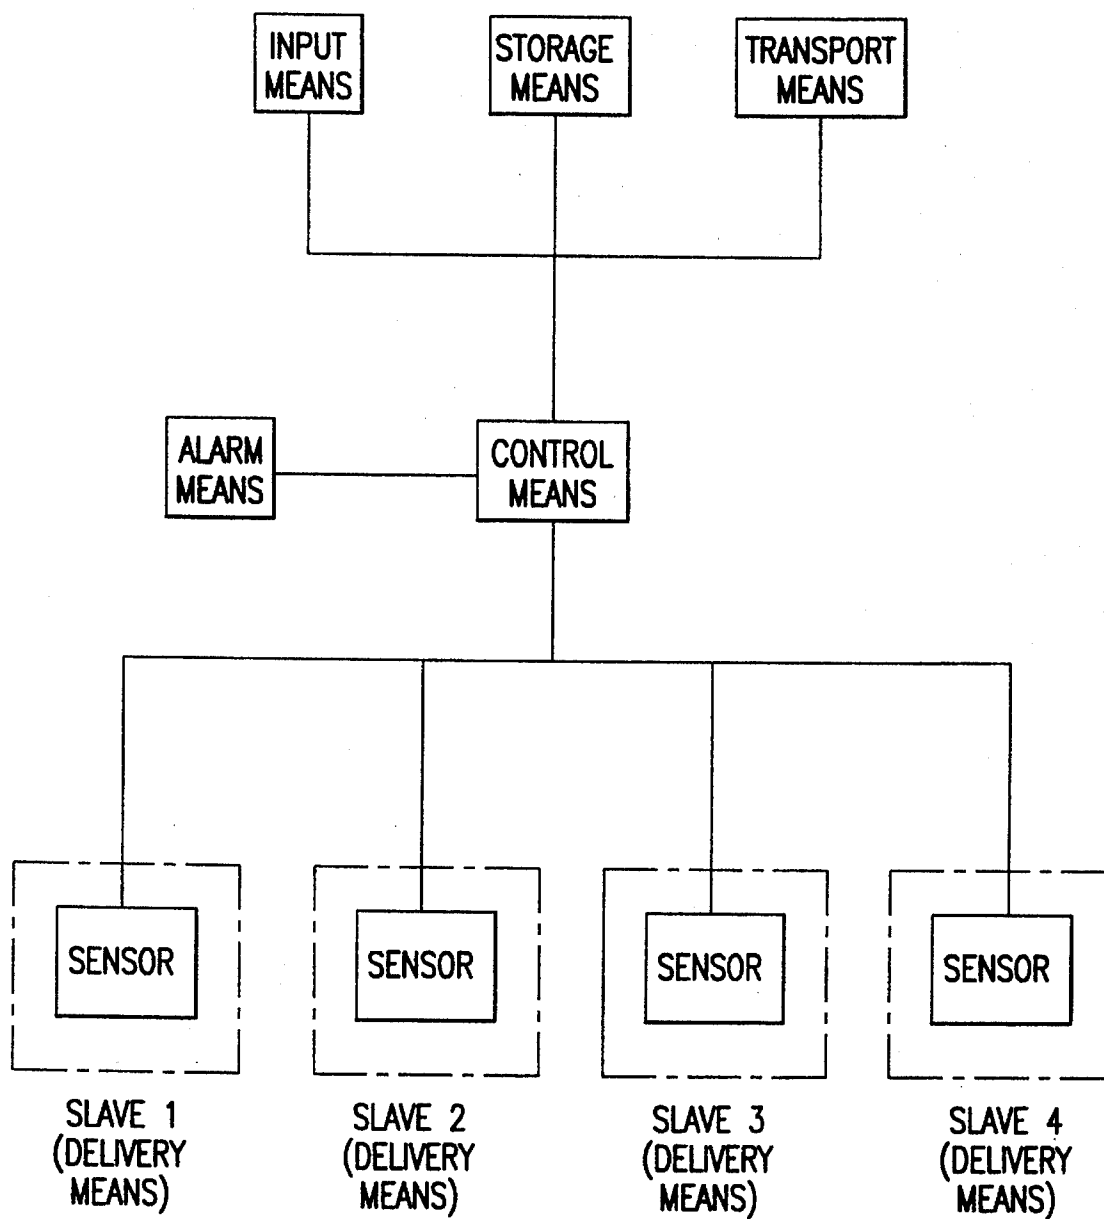 INPUT
MEANS
STORAGE
MEANS
TRANSPORT
MEANS
ALARM
MEANS
CONTROL
MEANS
SENSOR
SENSOR
SENSOR
SENSOR
SLAVE 1
(DELIVERY
MEANS)
SLAVE 2
(DELIVERY
MEANS)
SLAVE 3
(DELIVERY
MEANS)
SLAVE 4
(DELIVERY
MEANS)